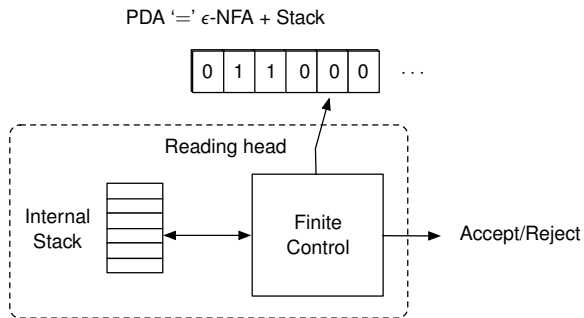 PDA ‘=’ ϵ-NFA + Stack
0 1 1 0 0 0 ...
Reading head
Internal
Stack
Finite
Control
Accept/Reject